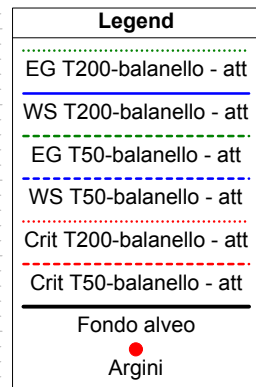 Legend
EG T200-balanello - att
WS T200-balanello - att
EG T50-balanello - att
WS T50-balanello - att
Crit T200-balanello - att
Crit T50-balanello - att
Fondo alveo
Argini